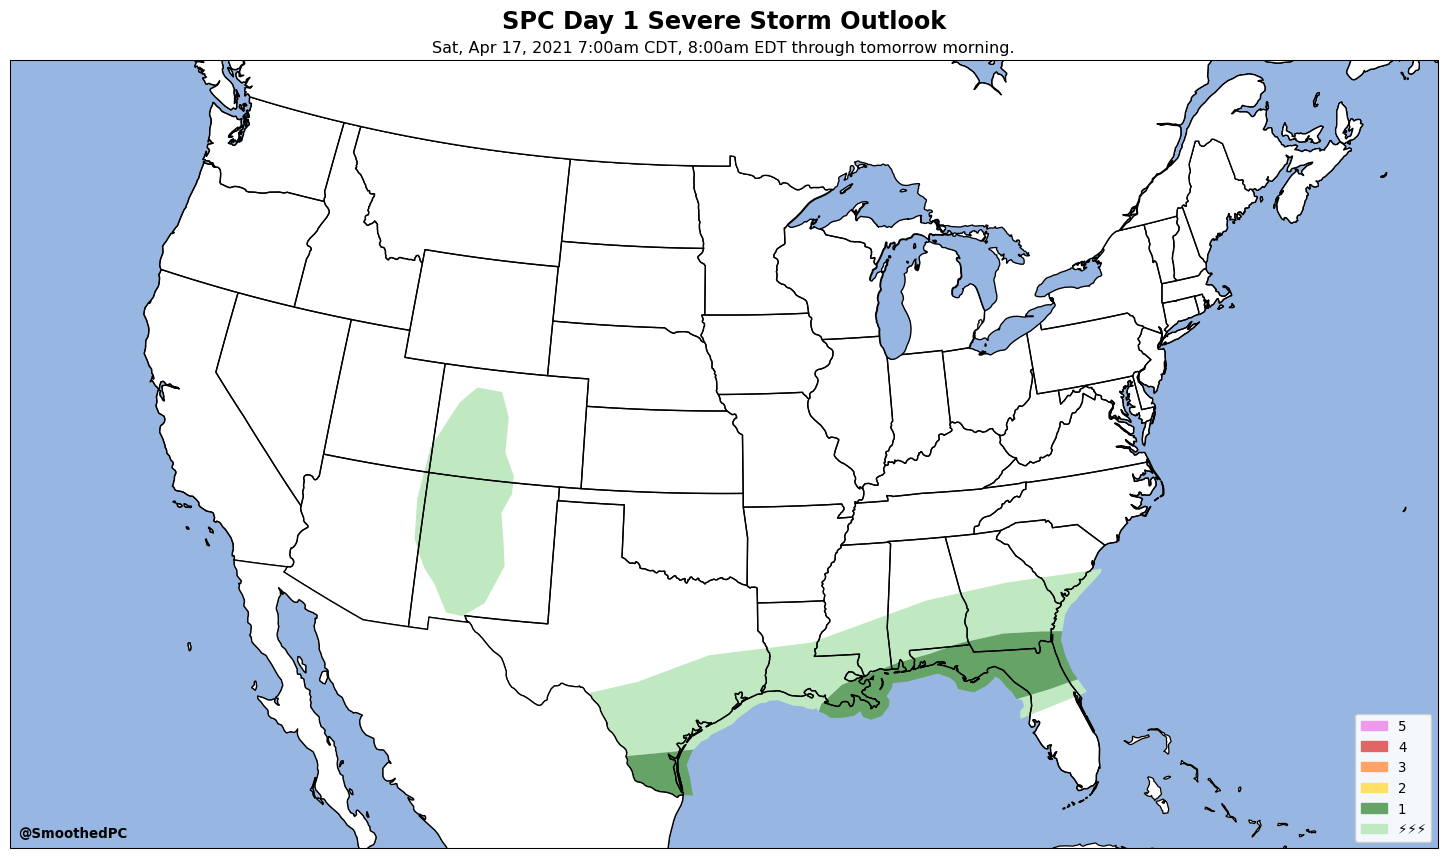 SPC Day 1 Severe Storm Outlook
Sat, Apr 17, 2021 7:00am CDT, 8:00am EDT through tomorrow morning.
5
4
3
2
1
⚡⚡⚡
@SmoothedPC